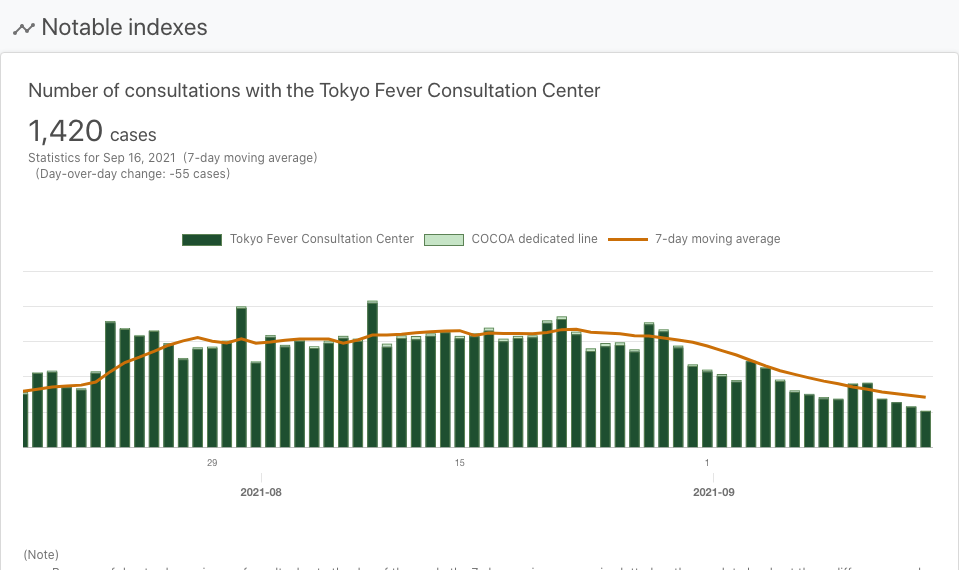 Notable indexes
Number of consultations with the Tokyo Fever Consultation Center
1,420 cases
Statistics for Sep 16, 2021 (7-day moving average)
(Day-over-day change: -55 cases)
Tokyo Fever Consultation Center COCOA dedicated line 7-day moving average
29 15 1
2021-08 2021-09
(Note)